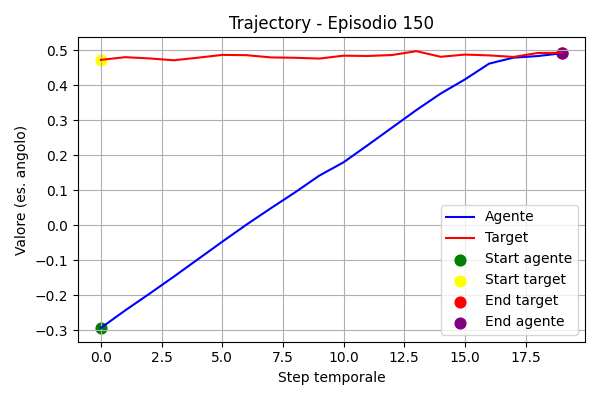 Trajectory - Episodio 150
Valore (es. angolo)
0.5
0.4
0.3
0.2
0.1
0.0
−0.1
−0.2
−0.3
Agente
Target
Start agente
Start target
End target
End agente
0.0 2.5 5.0 7.5 10.0 12.5 15.0 17.5
Step temporale